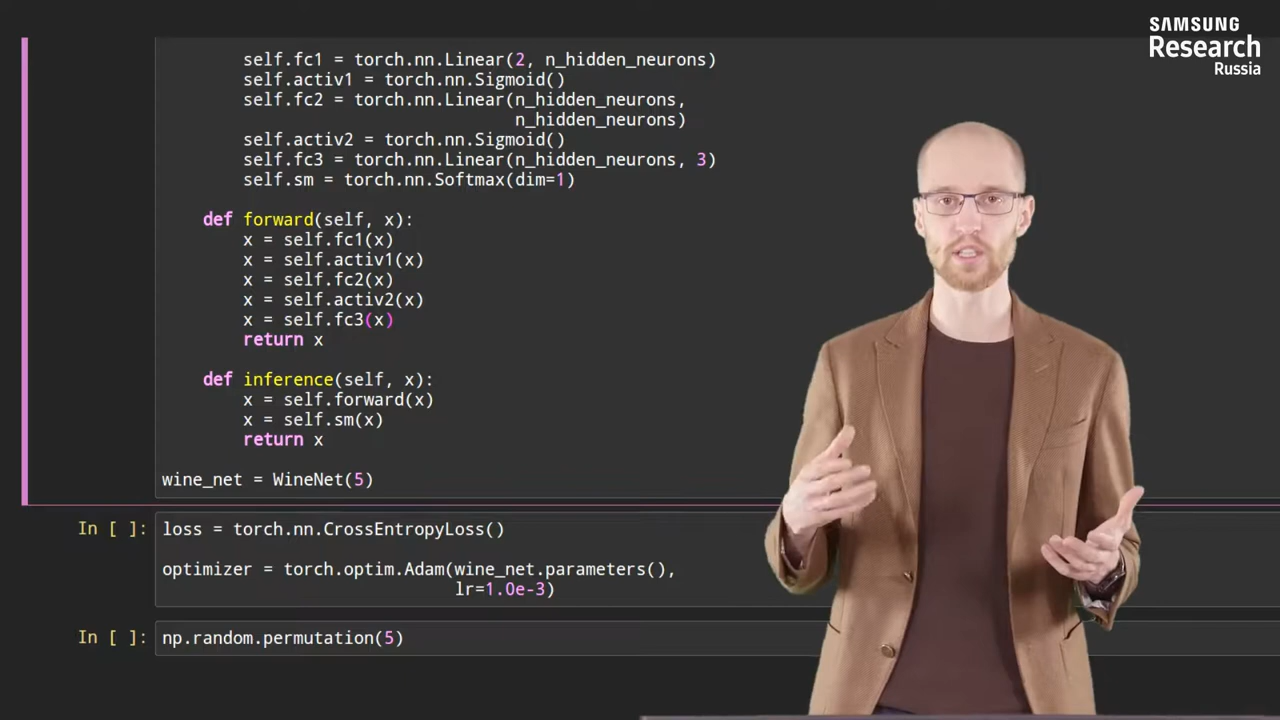 SAMSUNG
Research
Russia
self.fc1 = torch.nn.Linear(2, n_hidden_neurons)
self.activ1 = torch.nn.Sigmoid()
self.fc2 = torch.nn.Linear(n_hidden_neurons,
n_hidden_neurons)
self.activ2 = torch.nn.Sigmoid()
self.fc3 = torch.nn.Linear(n_hidden_neurons, 3)
self.sm = torch.nn.Softmax(dim=1)
def forward(self, x):
x = self.fc1(x)
x = self.activ1(x)
x = self.fc2(x)
x = self.activ2(x)
x = self.fc3(x)
return x
def inference(self, x):
x = self.forward(x)
x = self.sm(x)
return x
wine_net = WineNet(5)
In [ ]: loss = torch.nn.CrossEntropyLoss()
optimizer = torch.optim.Adam(wine_net.parameters(),
lr=1.0e-3)
In [ ]: np.random.permutation(5)